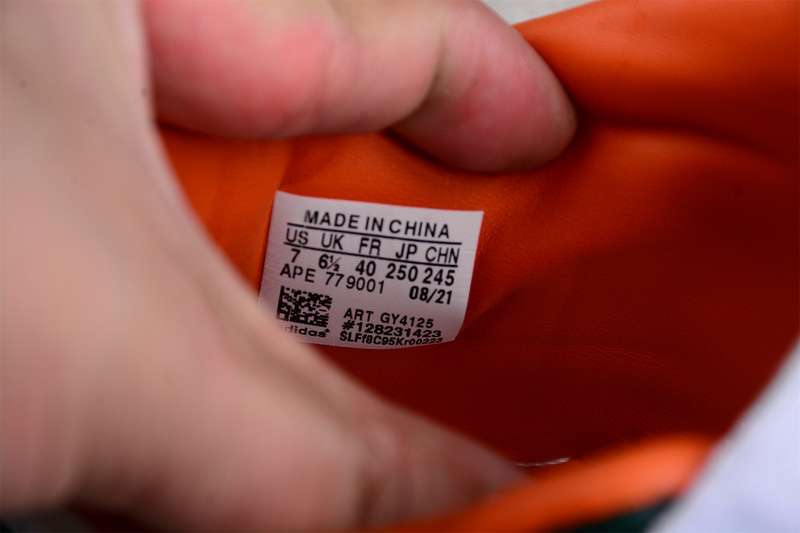 MADE IN CHINA
US UK FR JP CHN
7 6½ 40 250 245
APE 779001 08/21
ART GY4125
#128231423
adidas SLFf8C95Kr00223